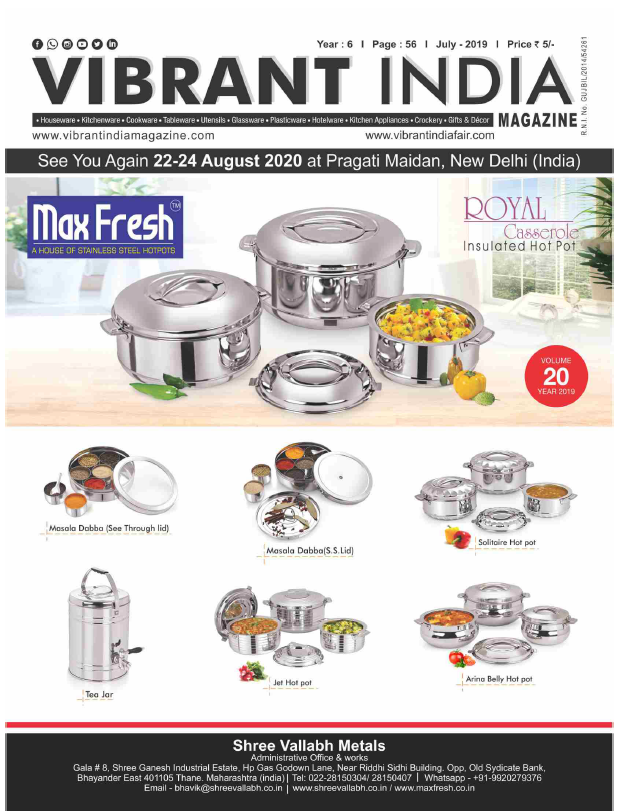 Year : 6 I Page : 56 I July - 2019 I Price ₹ 5/-
VIBRANT INDIA
• Houseware • Kitchenware • Cookware • Tableware • Utensils • Glassware • Plasticware • Hotelware • Kitchen Appliances • Crockery • Gifts & Décor MAGAZINE
R.N.I. No. GUJBIL/2014/54261
www.vibrantindiamagazine.com www.vibrantindiafair.com
See You Again 22-24 August 2020 at Pragati Maidan, New Delhi (India)
Max Fresh TM
A HOUSE OF STAINLESS STEEL HOTPOTS
ROYAL
Casserole
Insulated Hot Pot
VOLUME
20
YEAR 2019
Masala Dabba (See Through lid)
Masala Dabba(S.S.Lid)
Solitaire Hot pot
Tea Jar
Jet Hot pot
Arina Belly Hot pot
Shree Vallabh Metals
Administrative Office & works
Gala # 8, Shree Ganesh Industrial Estate, Hp Gas Godown Lane, Near Riddhi Sidhi Building. Opp, Old Sydicate Bank,
Bhayander East 401105 Thane. Maharashtra (india) | Tel: 022-28150304/ 28150407 | Whatsapp - +91-9920279376
Email - bhavik@shreevallabh.co.in | www.shreevallabh.co.in / www.maxfresh.co.in